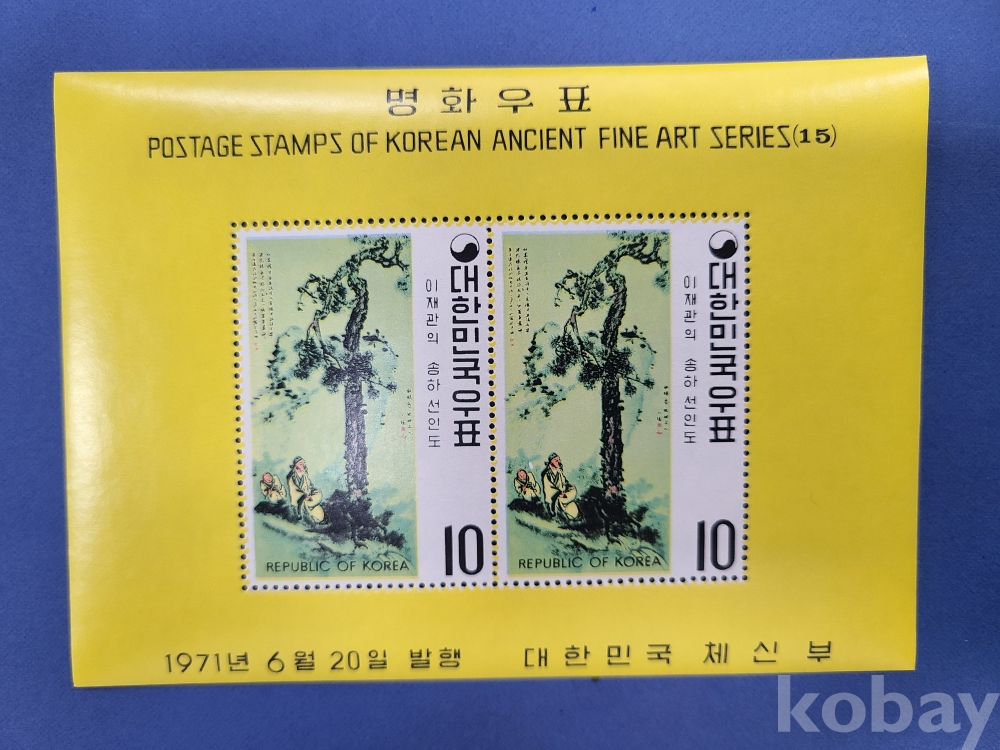 명화우표
POSTAGE STAMPS OF KOREAN ANCIENT FINE ART SERIES(15)
대한민국우표
이재관의 송하 선인도
REPUBLIC OF KOREA
10
대한민국우표
이재관의 송하 선인도
REPUBLIC OF KOREA
10
1971년 6월 20일 발행 대한민국 체신부
kobay